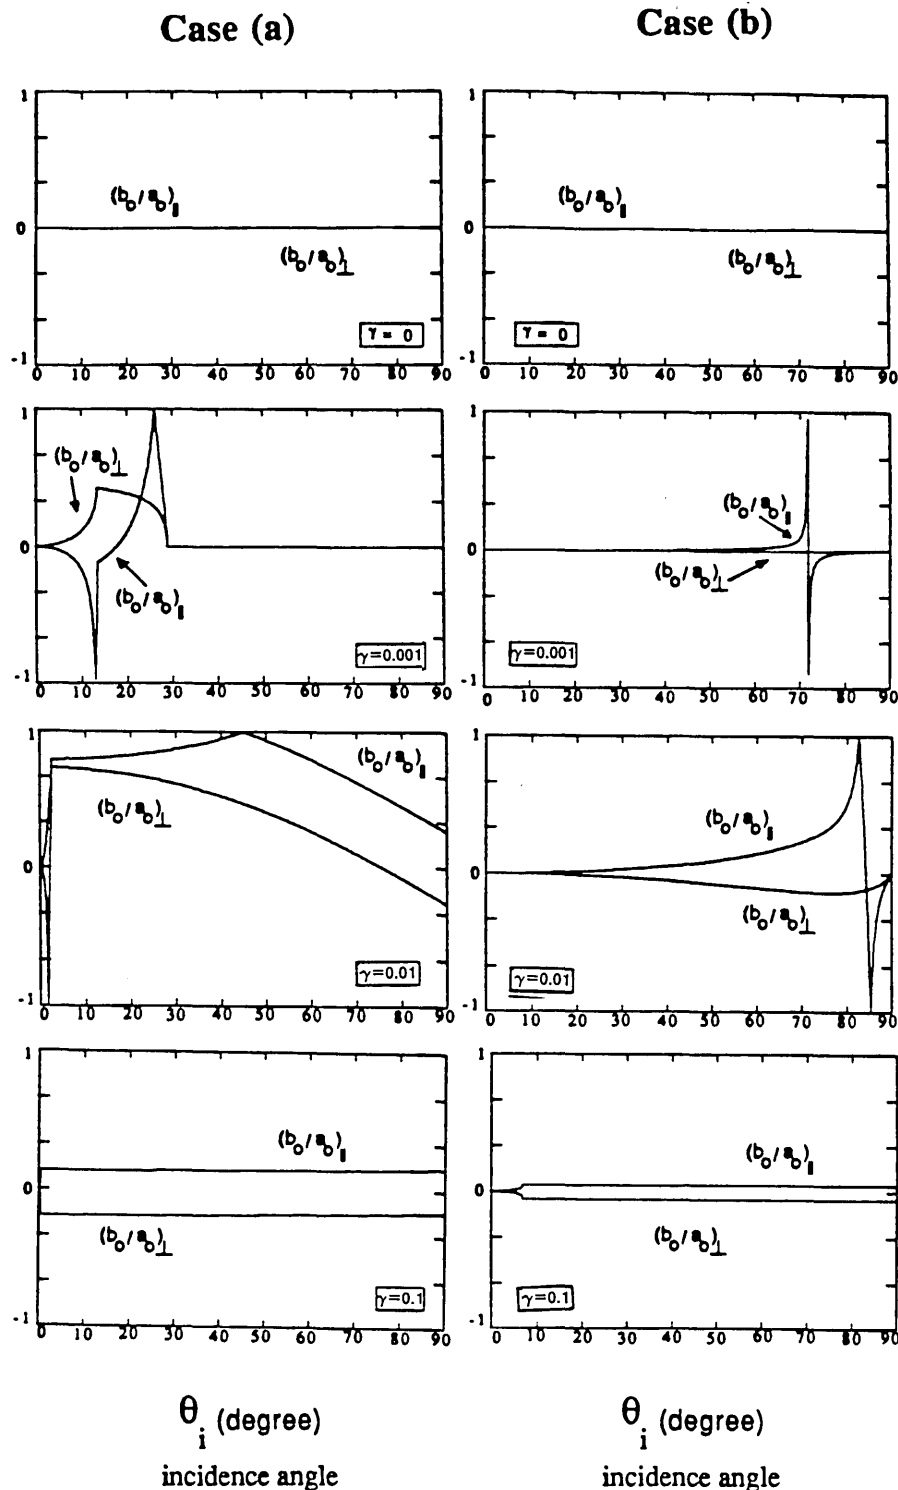 Case (a)
Case (b)
1
0
-1
(b₀/a₀)∥
(b₀/a₀)⊥
γ = 0
0 10 20 30 40 50 60 70 80 90
1
0
-1
(b₀/a₀)∥
(b₀/a₀)⊥
γ = 0
0 10 20 30 40 50 60 70 80 90
1
0
-1
(b₀/a₀)⊥
(b₀/a₀)∥
γ=0.001
0 10 20 30 40 50 60 70 80 90
1
0
-1
(b₀/a₀)∥
(b₀/a₀)⊥
γ=0.001
0 10 20 30 40 50 60 70 80 90
1
0
-1
(b₀/a₀)∥
(b₀/a₀)⊥
γ=0.01
0 10 20 30 40 50 60 70 80 90
1
0
-1
(b₀/a₀)∥
(b₀/a₀)⊥
γ=0.01
0 10 20 30 40 50 60 70 80 90
1
0
-1
(b₀/a₀)∥
(b₀/a₀)⊥
γ=0.1
0 10 20 30 40 50 60 70 80 90
1
0
-1
(b₀/a₀)∥
(b₀/a₀)⊥
γ=0.1
0 10 20 30 40 50 60 70 80 90
θᵢ (degree)
incidence angle
θᵢ (degree)
incidence angle